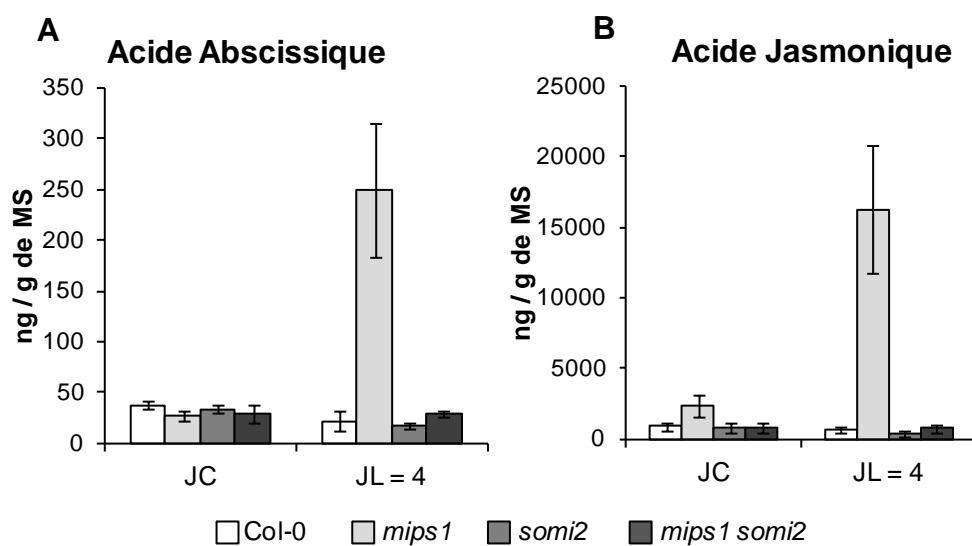 A
Acide Abscissique
ng / g de MS
350
300
250
200
150
100
50
0
JC
JL = 4
B
Acide Jasmonique
ng / g de MS
25000
20000
15000
10000
5000
0
JC
JL = 4
Col-0 mips1 somi2 mips1 somi2